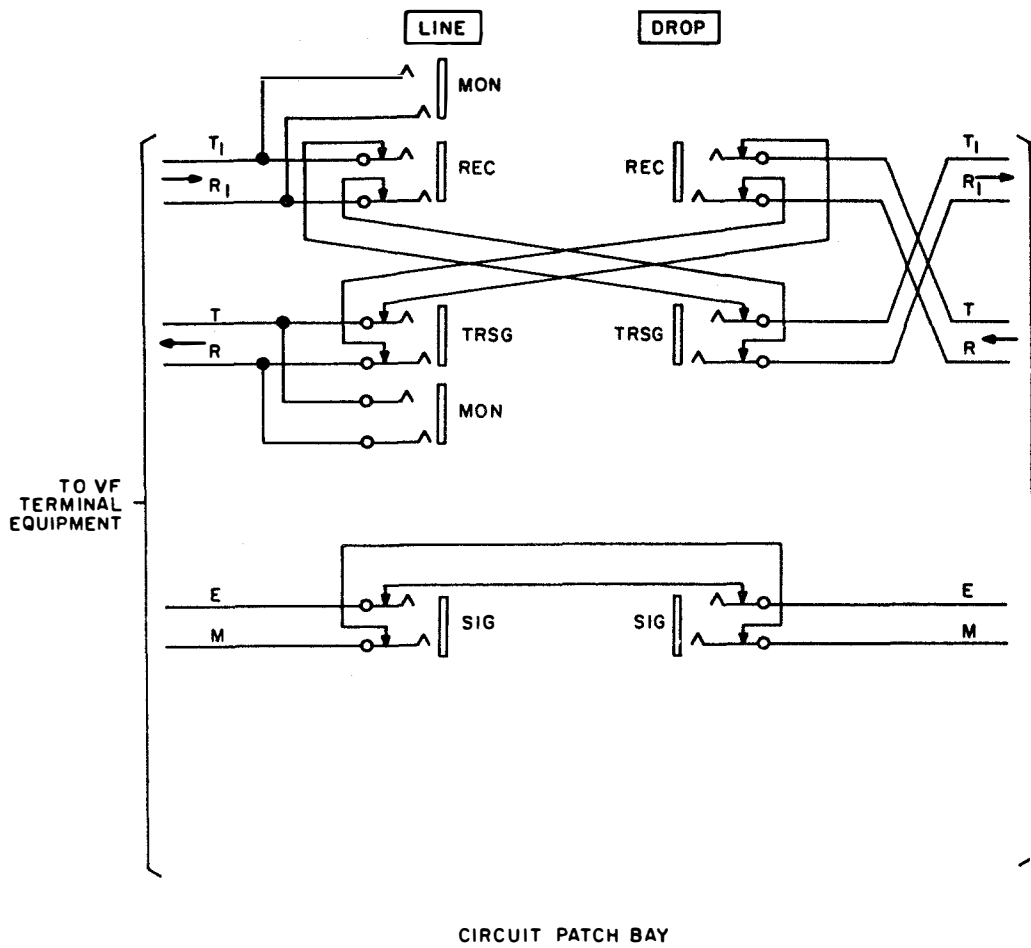 LINE
DROP
MON
T1
R1
REC
REC
T1
R1
T
R
TRSG
TRSG
T
R
MON
TO VF
TERMINAL
EQUIPMENT
E
M
SIG
SIG
E
M
CIRCUIT PATCH BAY